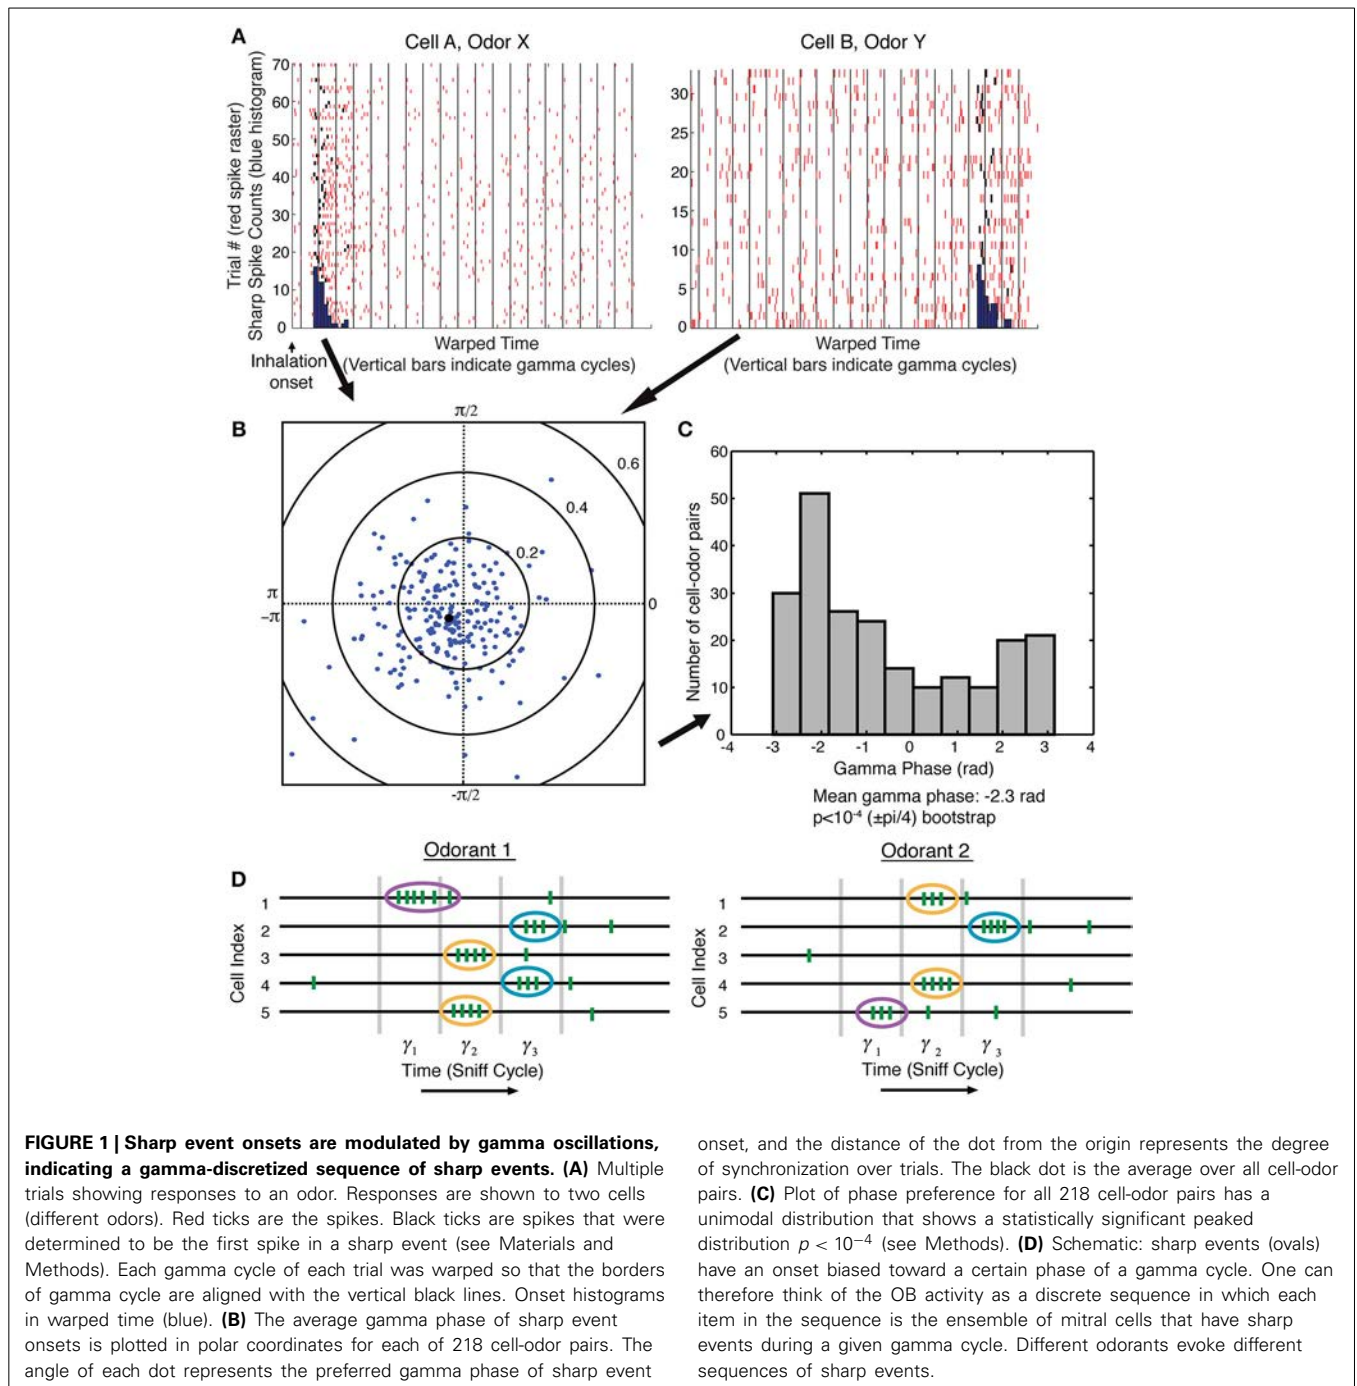 A
Cell A, Odor X
Cell B, Odor Y
Trial # (red spike raster)
Sharp Spike Counts (blue histogram)
70
60
50
40
30
20
10
0
30
25
20
15
10
5
0
Inhalation
onset
Warped Time
(Vertical bars indicate gamma cycles)
Warped Time
(Vertical bars indicate gamma cycles)
B
π/2
0.6
0.4
0.2
π
-π
0
-π/2
C
Number of cell-odor pairs
60
50
40
30
20
10
0
-4 -3 -2 -1 0 1 2 3 4
Gamma Phase (rad)
Mean gamma phase: -2.3 rad
p<10⁻⁴ (±pi/4) bootstrap
D
Odorant 1
Cell Index
1
2
3
4
5
γ1 γ2 γ3
Time (Sniff Cycle)
Odorant 2
Cell Index
1
2
3
4
5
γ1 γ2 γ3
Time (Sniff Cycle)
FIGURE 1 | Sharp event onsets are modulated by gamma oscillations,
indicating a gamma-discretized sequence of sharp events. (A) Multiple
trials showing responses to an odor. Responses are shown to two cells
(different odors). Red ticks are the spikes. Black ticks are spikes that were
determined to be the first spike in a sharp event (see Materials and
Methods). Each gamma cycle of each trial was warped so that the borders
of gamma cycle are aligned with the vertical black lines. Onset histograms
in warped time (blue). (B) The average gamma phase of sharp event
onsets is plotted in polar coordinates for each of 218 cell-odor pairs. The
angle of each dot represents the preferred gamma phase of sharp event
onset, and the distance of the dot from the origin represents the degree
of synchronization over trials. The black dot is the average over all cell-odor
pairs. (C) Plot of phase preference for all 218 cell-odor pairs has a
unimodal distribution that shows a statistically significant peaked
distribution p < 10⁻⁴ (see Methods). (D) Schematic: sharp events (ovals)
have an onset biased toward a certain phase of a gamma cycle. One can
therefore think of the OB activity as a discrete sequence in which each
item in the sequence is the ensemble of mitral cells that have sharp
events during a given gamma cycle. Different odorants evoke different
sequences of sharp events.